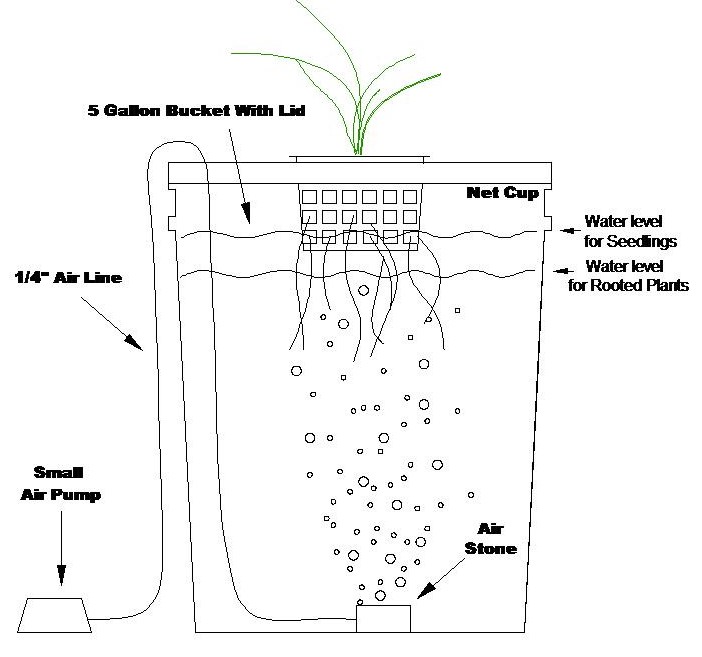 5 Gallon Bucket With Lid
Net Cup
Water level
for Seedlings
Water level
for Rooted Plants
1/4" Air Line
Small
Air Pump
Air
Stone